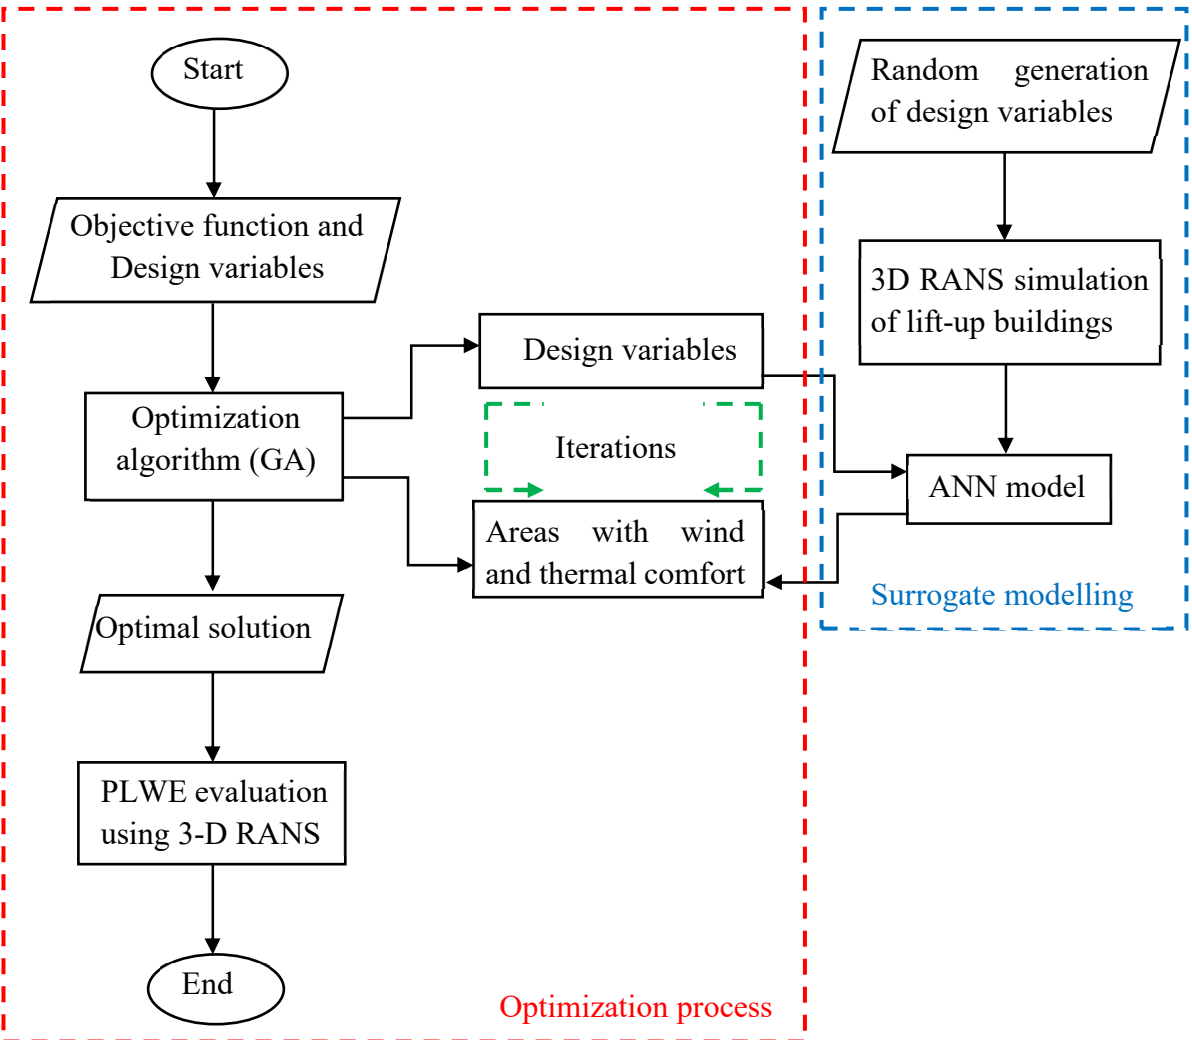 Start
Objective function and
Design variables
Optimization
algorithm (GA)
Optimal solution
PLWE evaluation
using 3-D RANS
End
Design variables
Iterations
Areas with wind
and thermal comfort
Optimization process
Random generation
of design variables
3D RANS simulation
of lift-up buildings
ANN model
Surrogate modelling